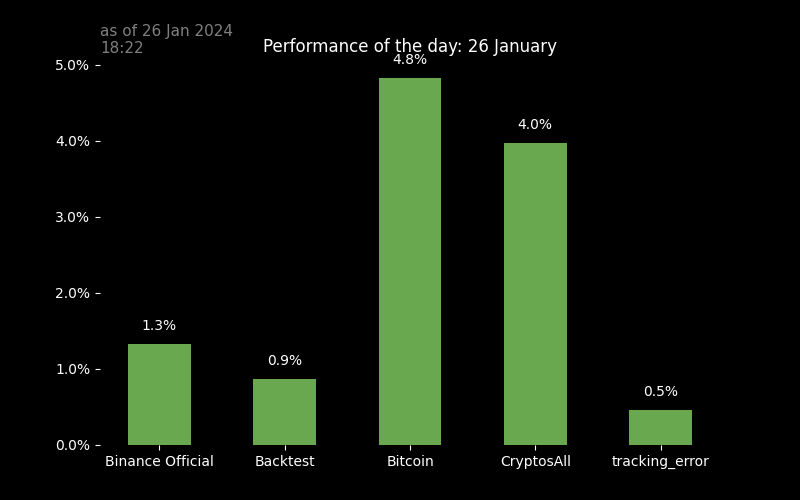 as of 26 Jan 2024
18:22
Performance of the day: 26 January
5.0%
4.8%
4.0%
4.0%
3.0%
2.0%
1.3%
1.0%
0.9%
0.5%
0.0%
Binance Official
Backtest
Bitcoin
CryptosAll
tracking_error